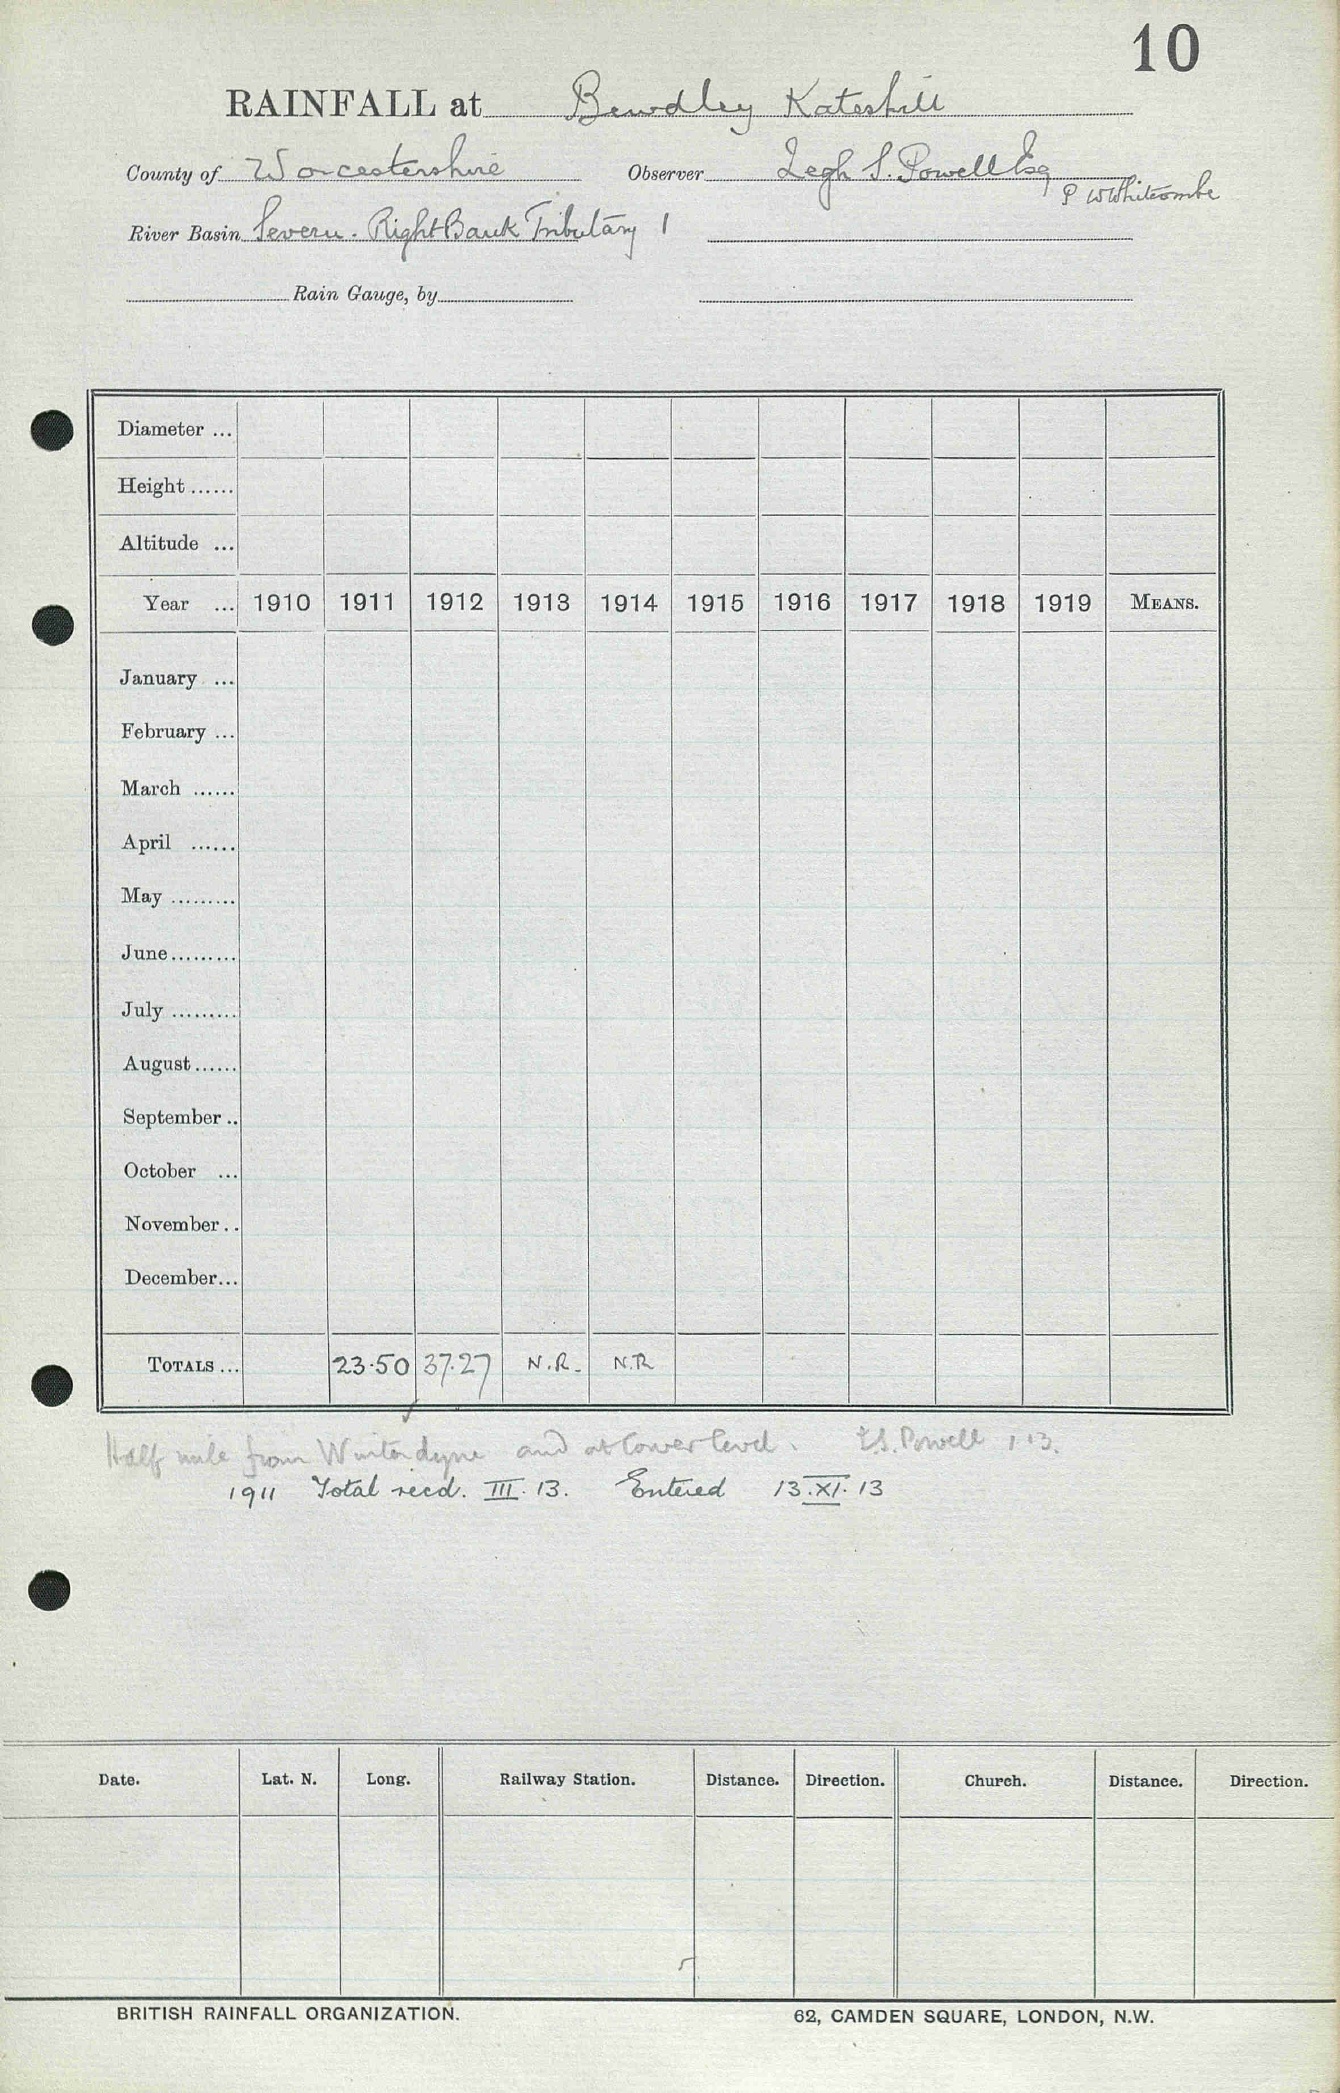 10
RAINFALL at Bewdley Kateshill
County of Worcestershire Observer Legh S. Powell Esq
P W Whitcombe
River Basin Severn. Right Bank Tributary 1
Rain Gauge, by
Diameter ...
Height ......
Altitude ...
Year ... 1910 1911 1912 1913 1914 1915 1916 1917 1918 1919 MEANS.
January ...
February ...
March ......
April ......
May .........
June.........
July .........
August......
September ..
October ...
November..
December...
TOTALS ... 23.50 37.27 N.R. N.R
Half mile from Winterdyne and at lower level. L.S. Powell 1 13.
1911 Total recd. III. 13. Entered 13.XI.13
Date. Lat. N. Long. Railway Station. Distance. Direction. Church. Distance. Direction.
BRITISH RAINFALL ORGANIZATION. 62, CAMDEN SQUARE, LONDON, N.W.